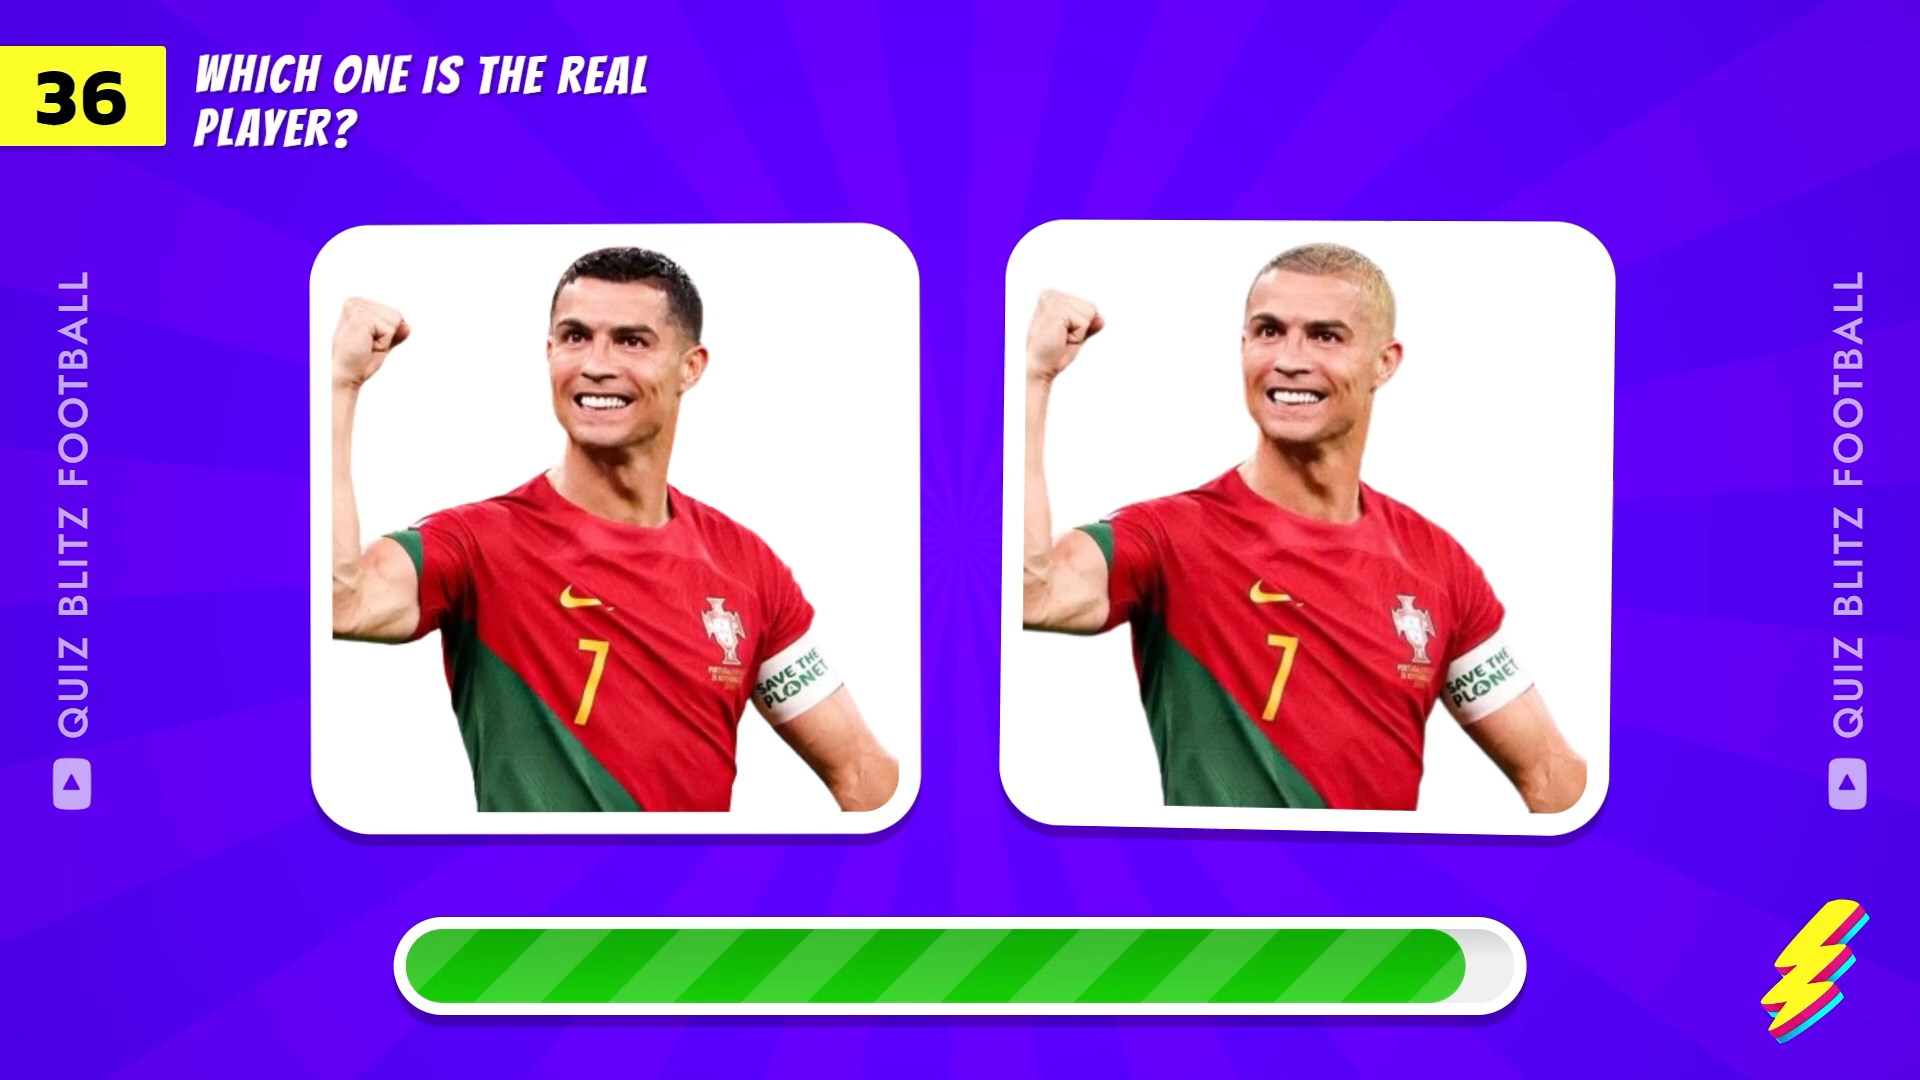 36
WHICH ONE IS THE REAL
PLAYER?
QUIZ BLITZ FOOTBALL
7
SAVE THE
PLANET
7
SAVE THE
PLANET
QUIZ BLITZ FOOTBALL